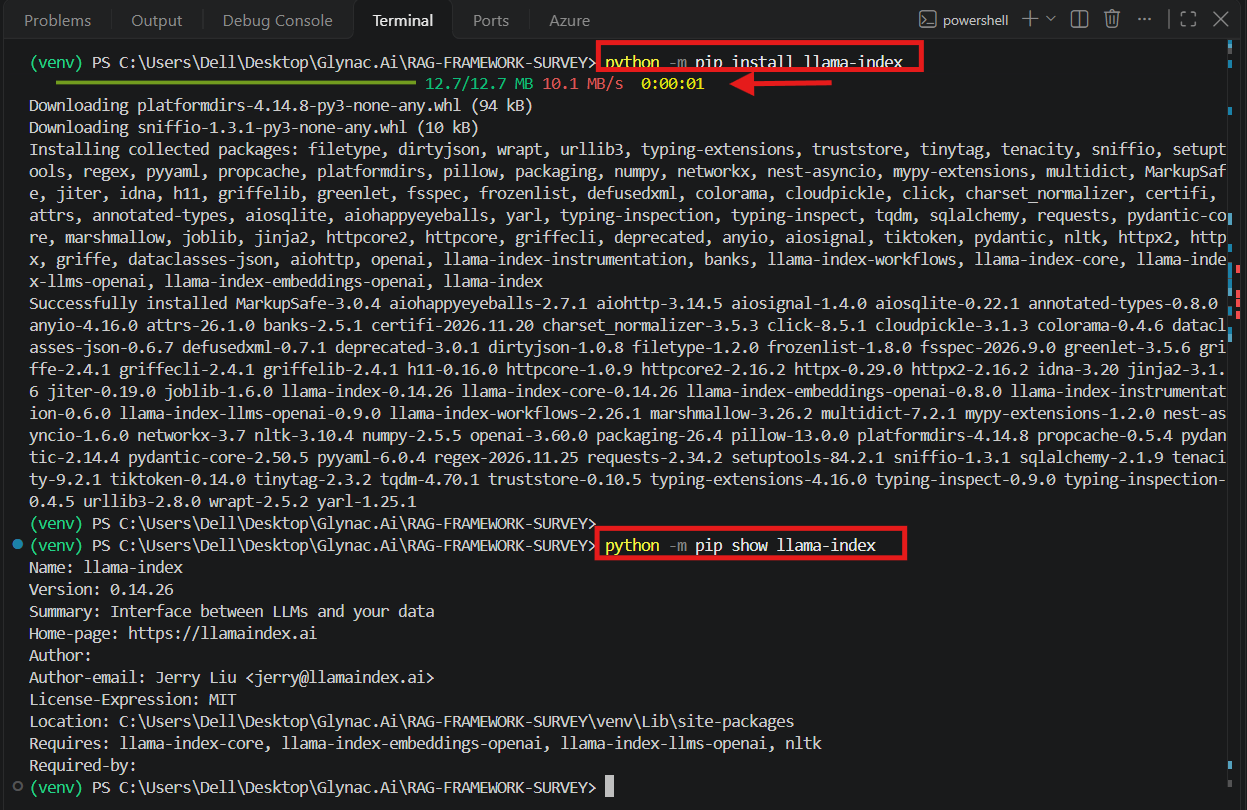 Problems Output Debug Console Terminal Ports Azure powershell
(venv) PS C:\Users\Dell\Desktop\Glynac.Ai\RAG-FRAMEWORK-SURVEY> python -m pip install llama-index
12.7/12.7 MB 10.1 MB/s 0:00:01
Downloading platformdirs-4.14.8-py3-none-any.whl (94 kB)
Downloading sniffio-1.3.1-py3-none-any.whl (10 kB)
Installing collected packages: filetype, dirtyjson, wrapt, urllib3, typing-extensions, truststore, tinytag, tenacity, sniffio, setupt
ools, regex, pyyaml, propcache, platformdirs, pillow, packaging, numpy, networkx, nest-asyncio, mypy-extensions, multidict, MarkupSaf
e, jiter, idna, h11, griffelib, greenlet, fsspec, frozenlist, defusedxml, colorama, cloudpickle, click, charset_normalizer, certifi,
attrs, annotated-types, aiosqlite, aiohappyeyeballs, yarl, typing-inspection, typing-inspect, tqdm, sqlalchemy, requests, pydantic-co
re, marshmallow, joblib, jinja2, httpcore2, httpcore, griffecli, deprecated, anyio, aiosignal, tiktoken, pydantic, nltk, httpx2, http
x, griffe, dataclasses-json, aiohttp, openai, llama-index-instrumentation, banks, llama-index-workflows, llama-index-core, llama-inde
x-llms-openai, llama-index-embeddings-openai, llama-index
Successfully installed MarkupSafe-3.0.4 aiohappyeyeballs-2.7.1 aiohttp-3.14.5 aiosignal-1.4.0 aiosqlite-0.22.1 annotated-types-0.8.0
anyio-4.16.0 attrs-26.1.0 banks-2.5.1 certifi-2026.11.20 charset_normalizer-3.5.3 click-8.5.1 cloudpickle-3.1.3 colorama-0.4.6 datacl
asses-json-0.6.7 defusedxml-0.7.1 deprecated-3.0.1 dirtyjson-1.0.8 filetype-1.2.0 frozenlist-1.8.0 fsspec-2026.9.0 greenlet-3.5.6 gri
ffe-2.4.1 griffecli-2.4.1 griffelib-2.4.1 h11-0.16.0 httpcore-1.0.9 httpcore2-2.16.2 httpx-0.29.0 httpx2-2.16.2 idna-3.20 jinja2-3.1.
6 jiter-0.19.0 joblib-1.6.0 llama-index-0.14.26 llama-index-core-0.14.26 llama-index-embeddings-openai-0.8.0 llama-index-instrumentat
ion-0.6.0 llama-index-llms-openai-0.9.0 llama-index-workflows-2.26.1 marshmallow-3.26.2 multidict-7.2.1 mypy-extensions-1.2.0 nest-as
yncio-1.6.0 networkx-3.7 nltk-3.10.4 numpy-2.5.5 openai-3.60.0 packaging-26.4 pillow-13.0.0 platformdirs-4.14.8 propcache-0.5.4 pydan
tic-2.14.4 pydantic-core-2.50.5 pyyaml-6.0.4 regex-2026.11.25 requests-2.34.2 setuptools-84.2.1 sniffio-1.3.1 sqlalchemy-2.1.9 tenaci
ty-9.2.1 tiktoken-0.14.0 tinytag-2.3.2 tqdm-4.70.1 truststore-0.10.5 typing-extensions-4.16.0 typing-inspect-0.9.0 typing-inspection-
0.4.5 urllib3-2.8.0 wrapt-2.5.2 yarl-1.25.1
(venv) PS C:\Users\Dell\Desktop\Glynac.Ai\RAG-FRAMEWORK-SURVEY>
(venv) PS C:\Users\Dell\Desktop\Glynac.Ai\RAG-FRAMEWORK-SURVEY> python -m pip show llama-index
Name: llama-index
Version: 0.14.26
Summary: Interface between LLMs and your data
Home-page: https://llamaindex.ai
Author:
Author-email: Jerry Liu <jerry@llamaindex.ai>
License-Expression: MIT
Location: C:\Users\Dell\Desktop\Glynac.Ai\RAG-FRAMEWORK-SURVEY\venv\Lib\site-packages
Requires: llama-index-core, llama-index-embeddings-openai, llama-index-llms-openai, nltk
Required-by:
(venv) PS C:\Users\Dell\Desktop\Glynac.Ai\RAG-FRAMEWORK-SURVEY>